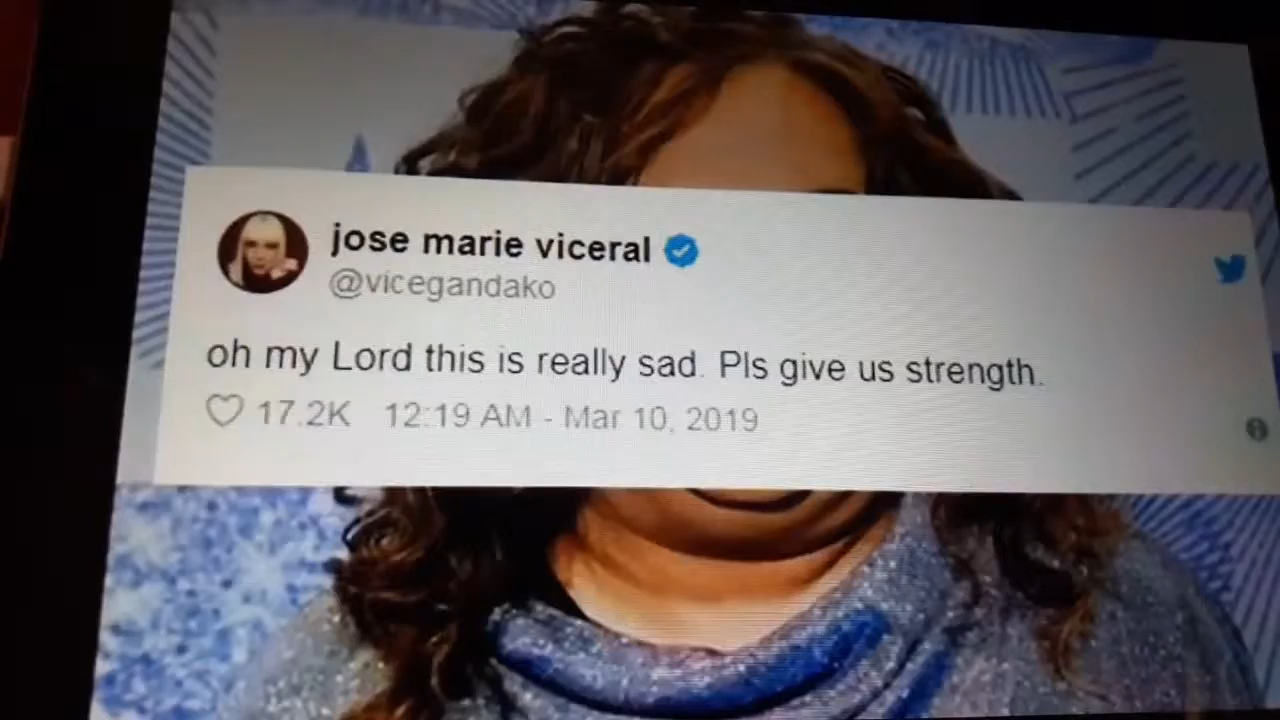 jose marie viceral
@vicegandako
oh my Lord this is really sad. Pls give us strength.
17.2K 12:19 AM - Mar 10, 2019